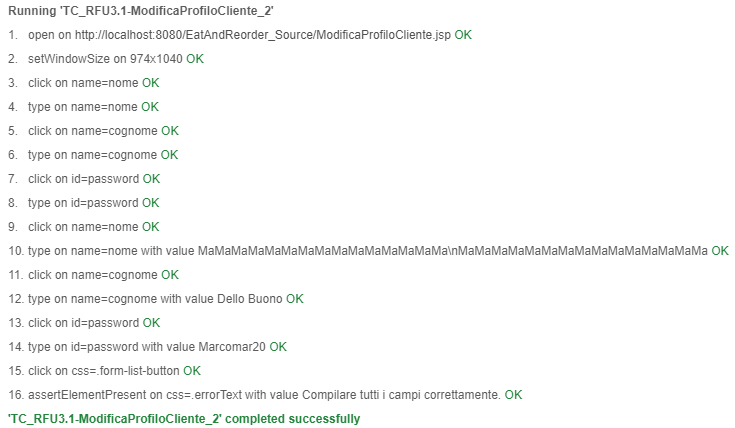 Running 'TC_RFU3.1-ModificaProfiloCliente_2'
1. open on http://localhost:8080/EatAndReorder_Source/ModificaProfiloCliente.jsp OK
2. setWindowSize on 974x1040 OK
3. click on name=nome OK
4. type on name=nome OK
5. click on name=cognome OK
6. type on name=cognome OK
7. click on id=password OK
8. type on id=password OK
9. click on name=nome OK
10. type on name=nome with value MaMaMaMaMaMaMaMaMaMaMaMaMaMaMa\nMaMaMaMaMaMaMaMaMaMaMaMaMaMaMa OK
11. click on name=cognome OK
12. type on name=cognome with value Dello Buono OK
13. click on id=password OK
14. type on id=password with value Marcomar20 OK
15. click on css=.form-list-button OK
16. assertElementPresent on css=.errorText with value Compilare tutti i campi correttamente. OK
'TC_RFU3.1-ModificaProfiloCliente_2' completed successfully